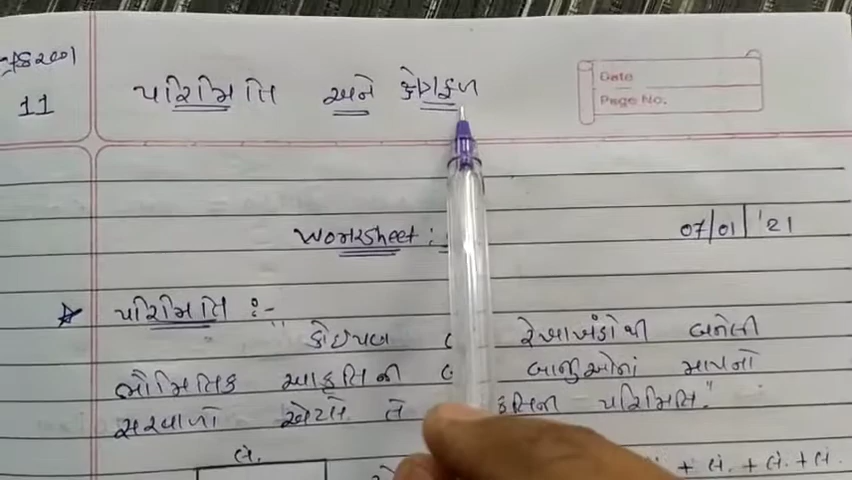 પ્રકરણ
11
પરિમિતિ અને ક્ષેત્રફળ
Date
Page No.
Worksheet :-
07/01/'21
પરિમિતિ :-
" કોઇપણ રેખાખંડોથી બનેલી
ભૌમિતિક આકૃતિની બાજુઓનાં માપનો
સરવાળો એટલે તે પરિમિતિ."
લં.
+ લં. + લં. + લં.